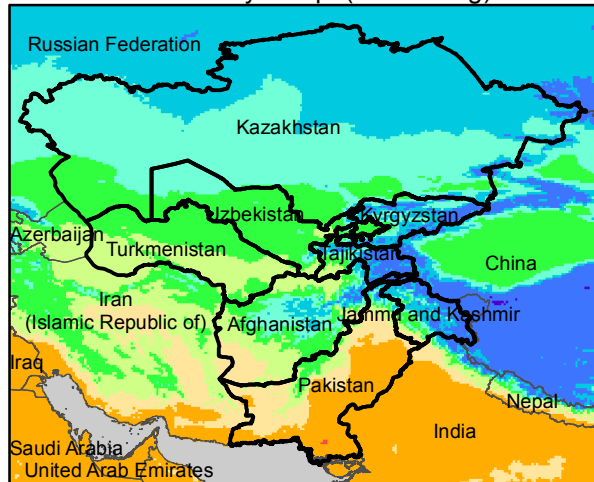 Russian Federation
Kazakhstan
Uzbekistan
Kyrgyzstan
Azerbaijan
Turkmenistan
Tajikistan
China
Iran
(Islamic Republic of)
Afghanistan
Jammu and Kashmir
Iraq
Pakistan
Nepal
India
Saudi Arabia
United Arab Emirates